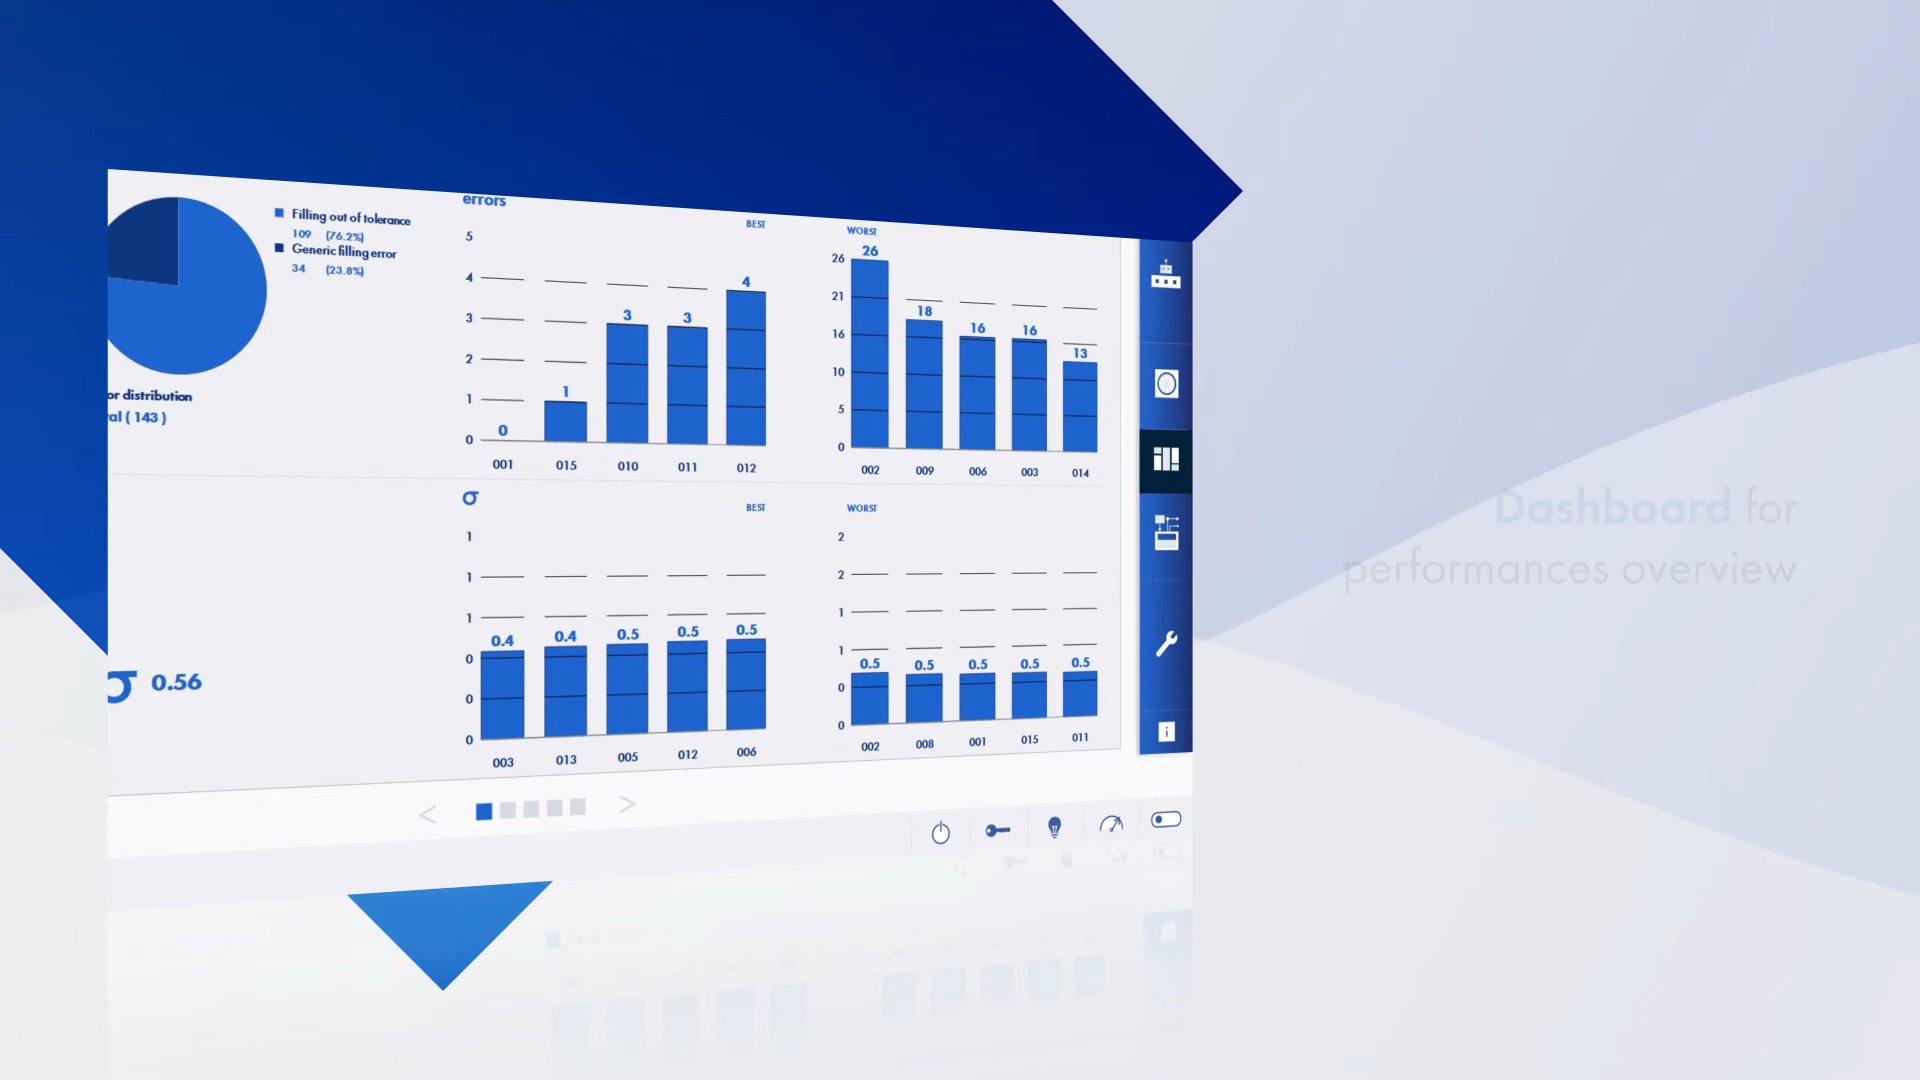 Filling out of tolerance
109 (76.2%)
Generic filling error
34 (23.8%)
or distribution
al ( 143 )
errors
BEST
5
4
3
2
1
0
0
1
3
3
4
001 015 010 011 012
WORST
26
21
16
10
5
0
26
18
16
16
13
002 009 006 003 014
σ 0.56
σ
BEST
1
1
1
0
0
0
0.4 0.4 0.5 0.5 0.5
003 013 005 012 006
WORST
2
2
1
1
0
0
0.5 0.5 0.5 0.5 0.5
002 008 001 015 011
< >
i
Dashboard for
performances overview